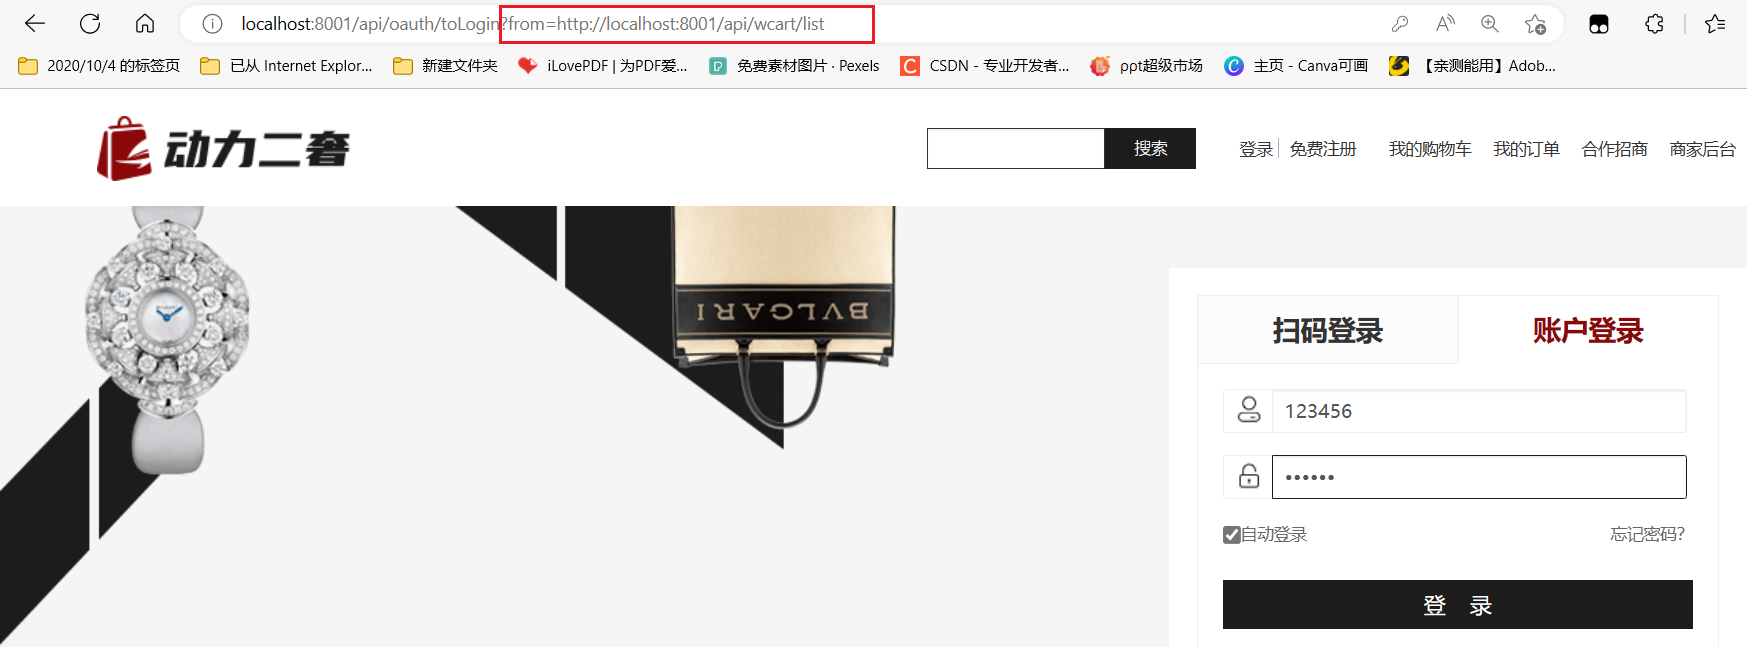 localhost:8001/api/oauth/toLogin?from=http://localhost:8001/api/wcart/list
2020/10/4 的标签页 已从 Internet Explor... 新建文件夹 iLovePDF | 为PDF爱... 免费素材图片 · Pexels CSDN - 专业开发者... ppt超级市场 主页 - Canva可画 【亲测能用】Adob...
动力二奢 搜索 登录 免费注册 我的购物车 我的订单 合作招商 商家后台
BVLGARI
扫码登录 账户登录
123456
••••••
自动登录 忘记密码?
登 录